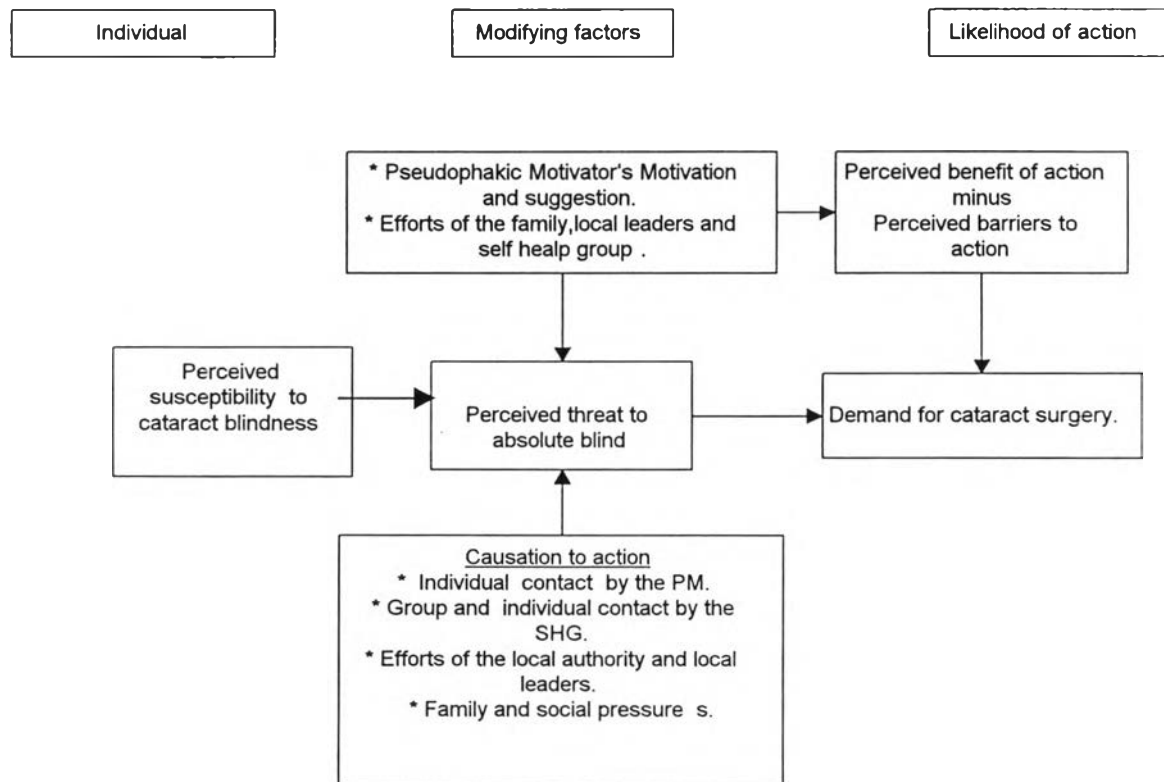 Individual
Modifying factors
Likelihood of action
* Pseudophakic Motivator's Motivation
and suggestion.
* Efforts of the family,local leaders and
self healp group .
Perceived benefit of action
minus
Perceived barriers to
action
Perceived
susceptibility to
cataract blindness
Perceived threat to
absolute blind
Demand for cataract surgery.
Causation to action
* Individual contact by the PM.
* Group and individual contact by the
SHG.
* Efforts of the local authority and local
leaders.
* Family and social pressure s.